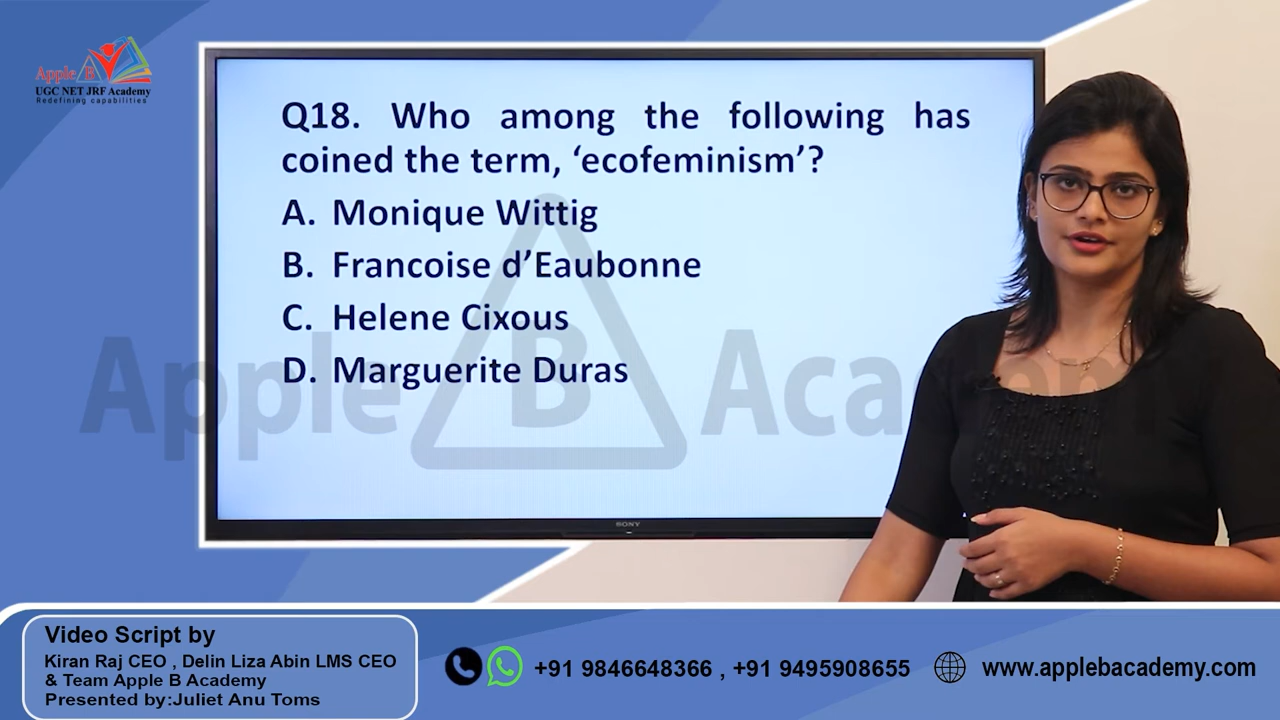 Apple B
UGC NET JRF Academy
Redefining capabilities
Q18. Who among the following has
coined the term, ‘ecofeminism’?
A. Monique Wittig
B. Francoise d’Eaubonne
C. Helene Cixous
D. Marguerite Duras
Apple B Academy
SONY
Video Script by
Kiran Raj CEO , Delin Liza Abin LMS CEO
& Team Apple B Academy
Presented by:Juliet Anu Toms
+91 9846648366 , +91 9495908655
www.applebacademy.com